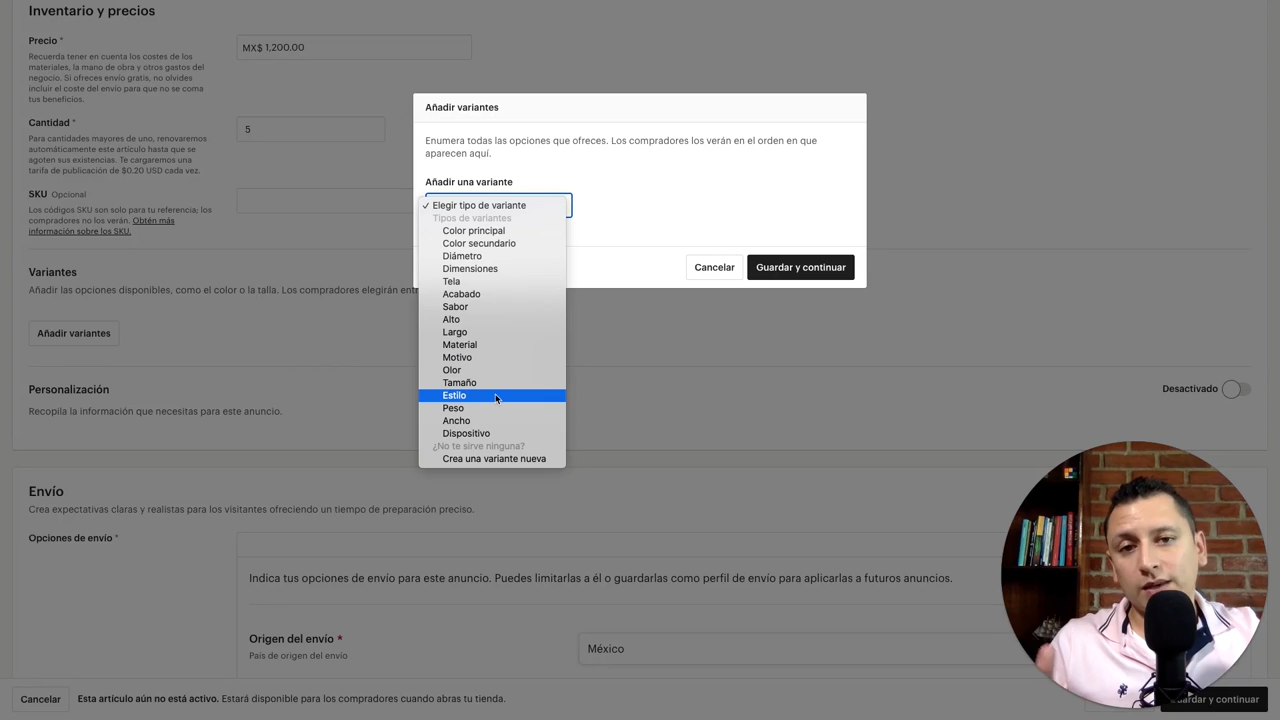 Inventario y precios
Precio *
Recuerda tener en cuenta los costes de los
materiales, la mano de obra y otros gastos del
negocio. Si ofreces envío gratis, no olvides
incluir el coste del envío para que no se coma
tus beneficios.
MX$ 1,200.00
Cantidad *
Para cantidades mayores de uno, renovaremos
automáticamente este artículo hasta que se
agoten sus existencias. Te cargaremos una
tarifa de publicación de $0,20 USD cada vez.
5
SKU Opcional
Los códigos SKU son solo para tu referencia; los
compradores no los verán. Obtén más
información sobre los SKU.
Variantes
Añadir las opciones disponibles, como el color o la talla. Los compradores elegirán entr
Añadir variantes
Personalización
Recopila la información que necesitas para este anuncio.
Desactivado
Añadir variantes
Enumera todas las opciones que ofreces. Los compradores los verán en el orden en que
aparecen aquí.
Añadir una variante
✓ Elegir tipo de variante
Tipos de variantes
Color principal
Color secundario
Diámetro
Dimensiones
Tela
Acabado
Sabor
Alto
Largo
Material
Motivo
Olor
Tamaño
Estilo
Peso
Ancho
Dispositivo
¿No te sirve ninguna?
Crea una variante nueva
Cancelar
Guardar y continuar
Envío
Crea expectativas claras y realistas para los visitantes ofreciendo un tiempo de preparación preciso.
Opciones de envío *
Indica tus opciones de envío para este anuncio. Puedes limitarlas a él o guardarlas como perfil de envío para aplicarlas a futuros anuncios.
Origen del envío *
País de origen del envío
México
Cancelar
Esta artículo aún no está activo. Estará disponible para los compradores cuando abras tu tienda.
uardar y continuar